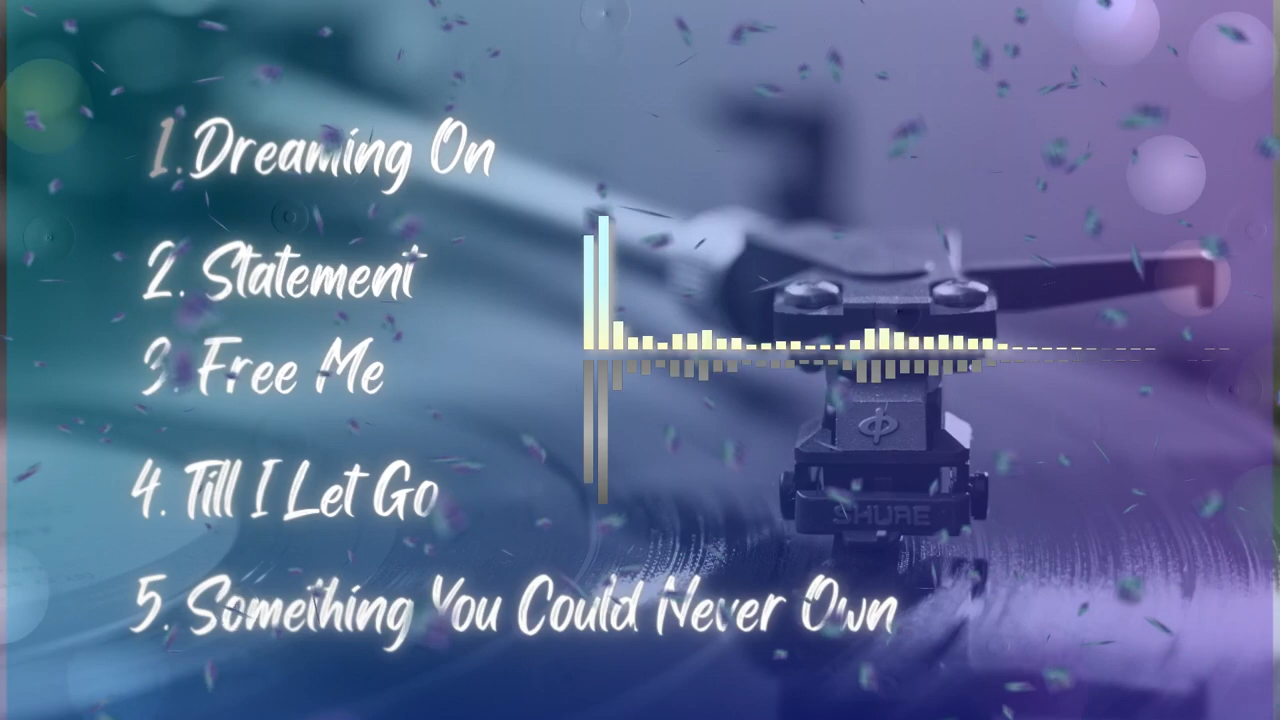 1. Dreaming On
2. Statement
3. Free Me
4. Till I Let Go
SHURE
5. Something You Could Never Own